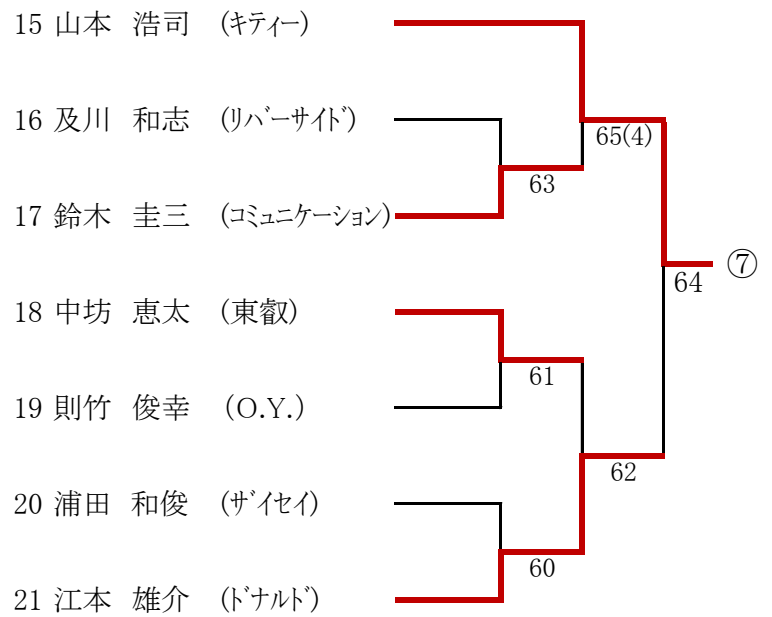 15 山本 浩司 (キティー)
65(4)
16 及川 和志 (リバーサイド)
63
17 鈴木 圭三 (コミュニケーション)
⑦
64
18 中坊 恵太 (東叡)
61
19 則竹 俊幸 (O.Y.)
62
20 浦田 和俊 (ザイセイ)
60
21 江本 雄介 (ドナルド)